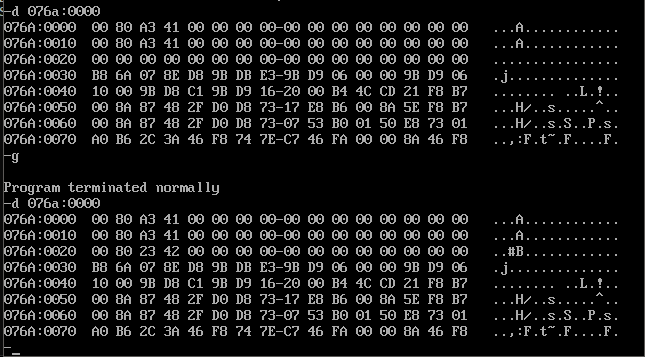 -d 076a:0000
076A:0000 00 80 A3 41 00 00 00 00-00 00 00 00 00 00 00 00 ...A............
076A:0010 00 80 A3 41 00 00 00 00-00 00 00 00 00 00 00 00 ...A............
076A:0020 00 00 00 00 00 00 00 00-00 00 00 00 00 00 00 00 ................
076A:0030 B8 6A 07 8E D8 9B DB E3-9B D9 06 00 00 9B D9 06 .j..............
076A:0040 10 00 9B D8 C1 9B D9 16-20 00 B4 4C CD 21 F8 B7 ........ ..L.!..
076A:0050 00 8A 87 48 2F D0 D8 73-17 E8 B6 00 8A 5E F8 B7 ...H/..s.....^..
076A:0060 00 8A 87 48 2F D0 D8 73-07 53 B0 01 50 E8 73 01 ...H/..s.S..P.s.
076A:0070 A0 B6 2C 3A 46 F8 74 7E-C7 46 FA 00 00 8A 46 F8 ..,:F.t~.F....F.
-g
Program terminated normally
-d 076a:0000
076A:0000 00 80 A3 41 00 00 00 00-00 00 00 00 00 00 00 00 ...A............
076A:0010 00 80 A3 41 00 00 00 00-00 00 00 00 00 00 00 00 ...A............
076A:0020 00 80 23 42 00 00 00 00-00 00 00 00 00 00 00 00 ..#B............
076A:0030 B8 6A 07 8E D8 9B DB E3-9B D9 06 00 00 9B D9 06 .j..............
076A:0040 10 00 9B D8 C1 9B D9 16-20 00 B4 4C CD 21 F8 B7 ........ ..L.!..
076A:0050 00 8A 87 48 2F D0 D8 73-17 E8 B6 00 8A 5E F8 B7 ...H/..s.....^..
076A:0060 00 8A 87 48 2F D0 D8 73-07 53 B0 01 50 E8 73 01 ...H/..s.S..P.s.
076A:0070 A0 B6 2C 3A 46 F8 74 7E-C7 46 FA 00 00 8A 46 F8 ..,:F.t~.F....F.
-_